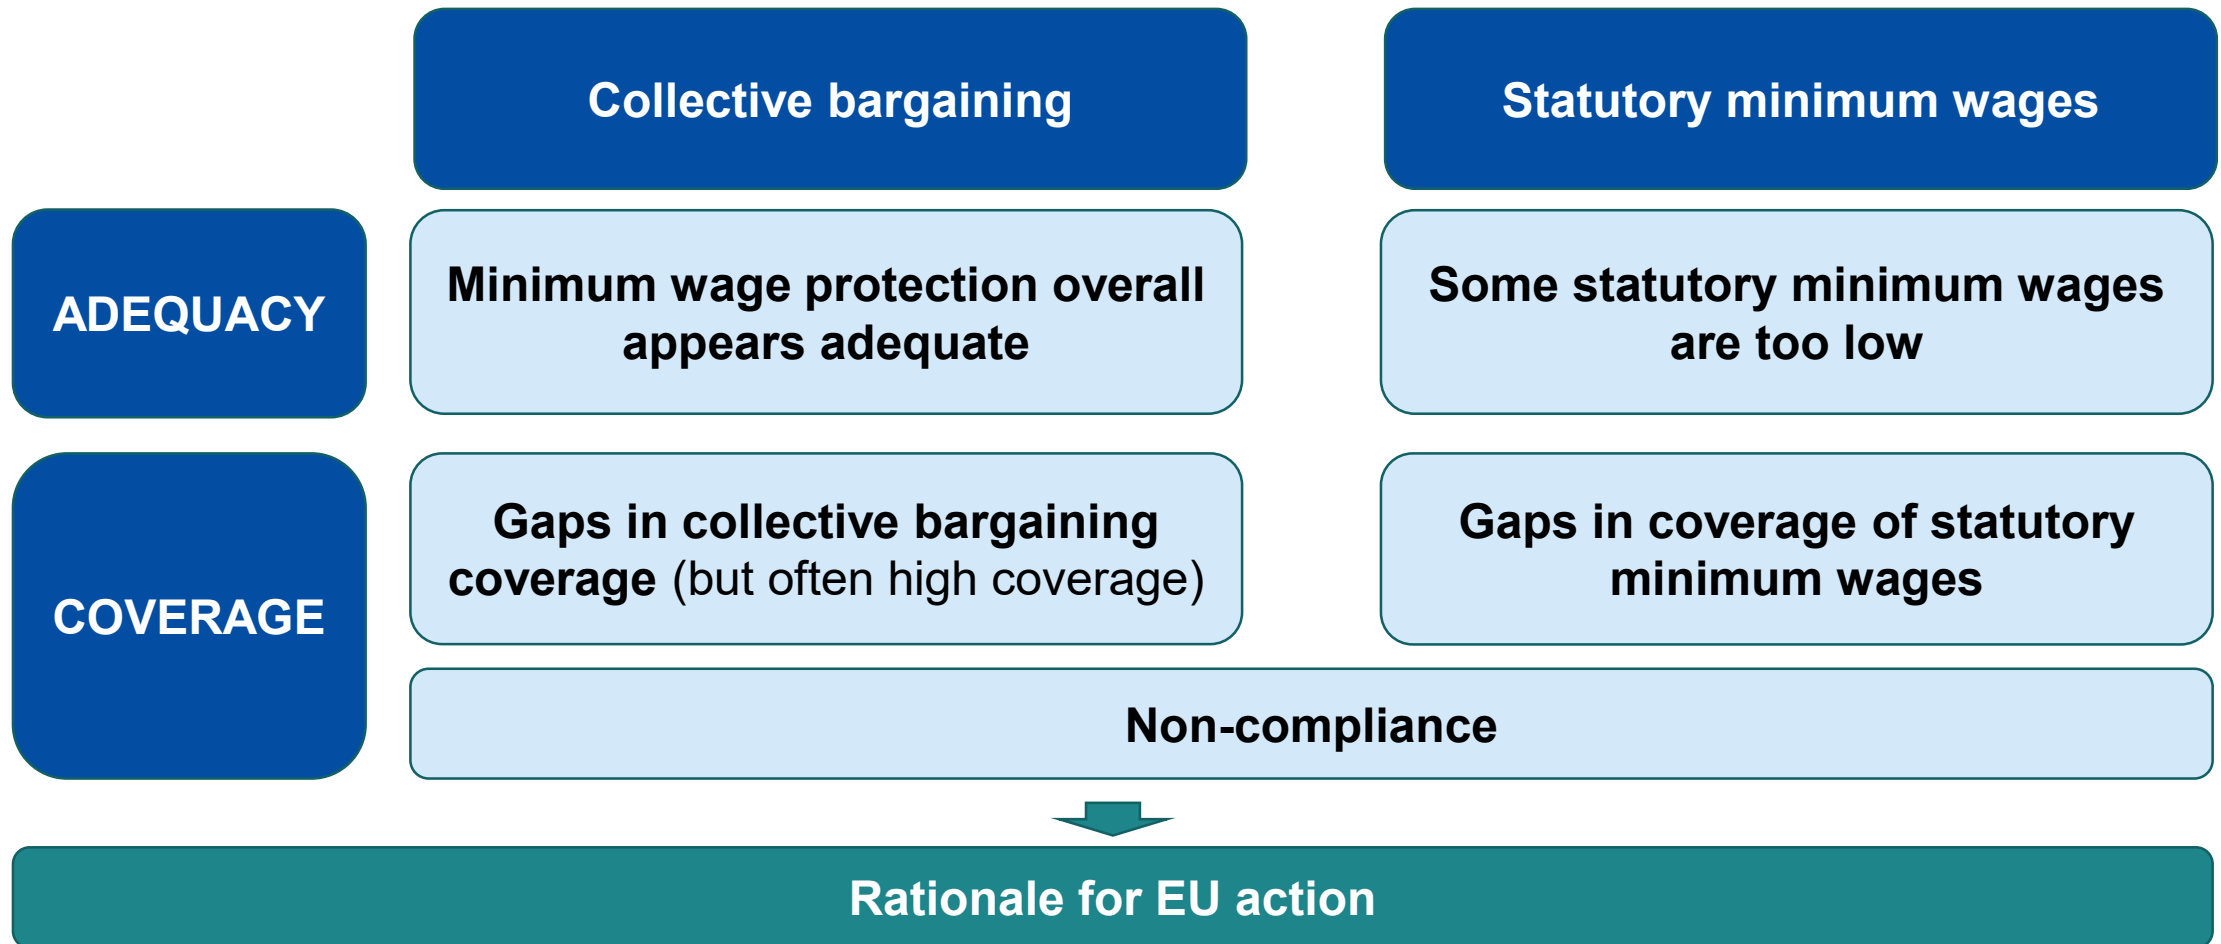 Collective bargaining
Statutory minimum wages
ADEQUACY
Minimum wage protection overall
appears adequate
Some statutory minimum wages
are too low
COVERAGE
Gaps in collective bargaining
coverage (but often high coverage)
Gaps in coverage of statutory
minimum wages
Non-compliance
Rationale for EU action